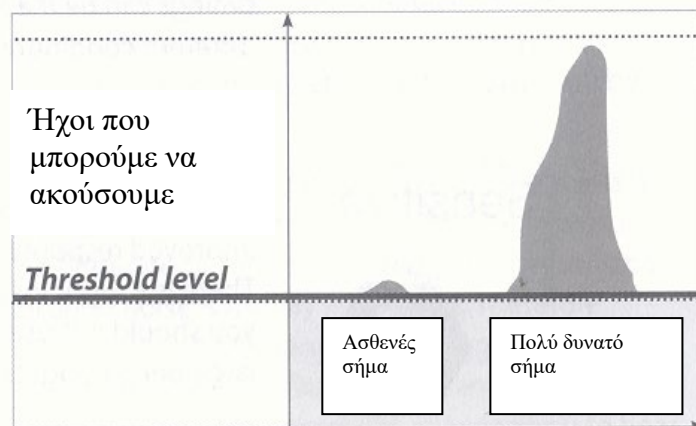 Ήχοι που
μπορούμε να
ακούσουμε
Threshold level
Ασθενές
σήμα
Πολύ δυνατό
σήμα